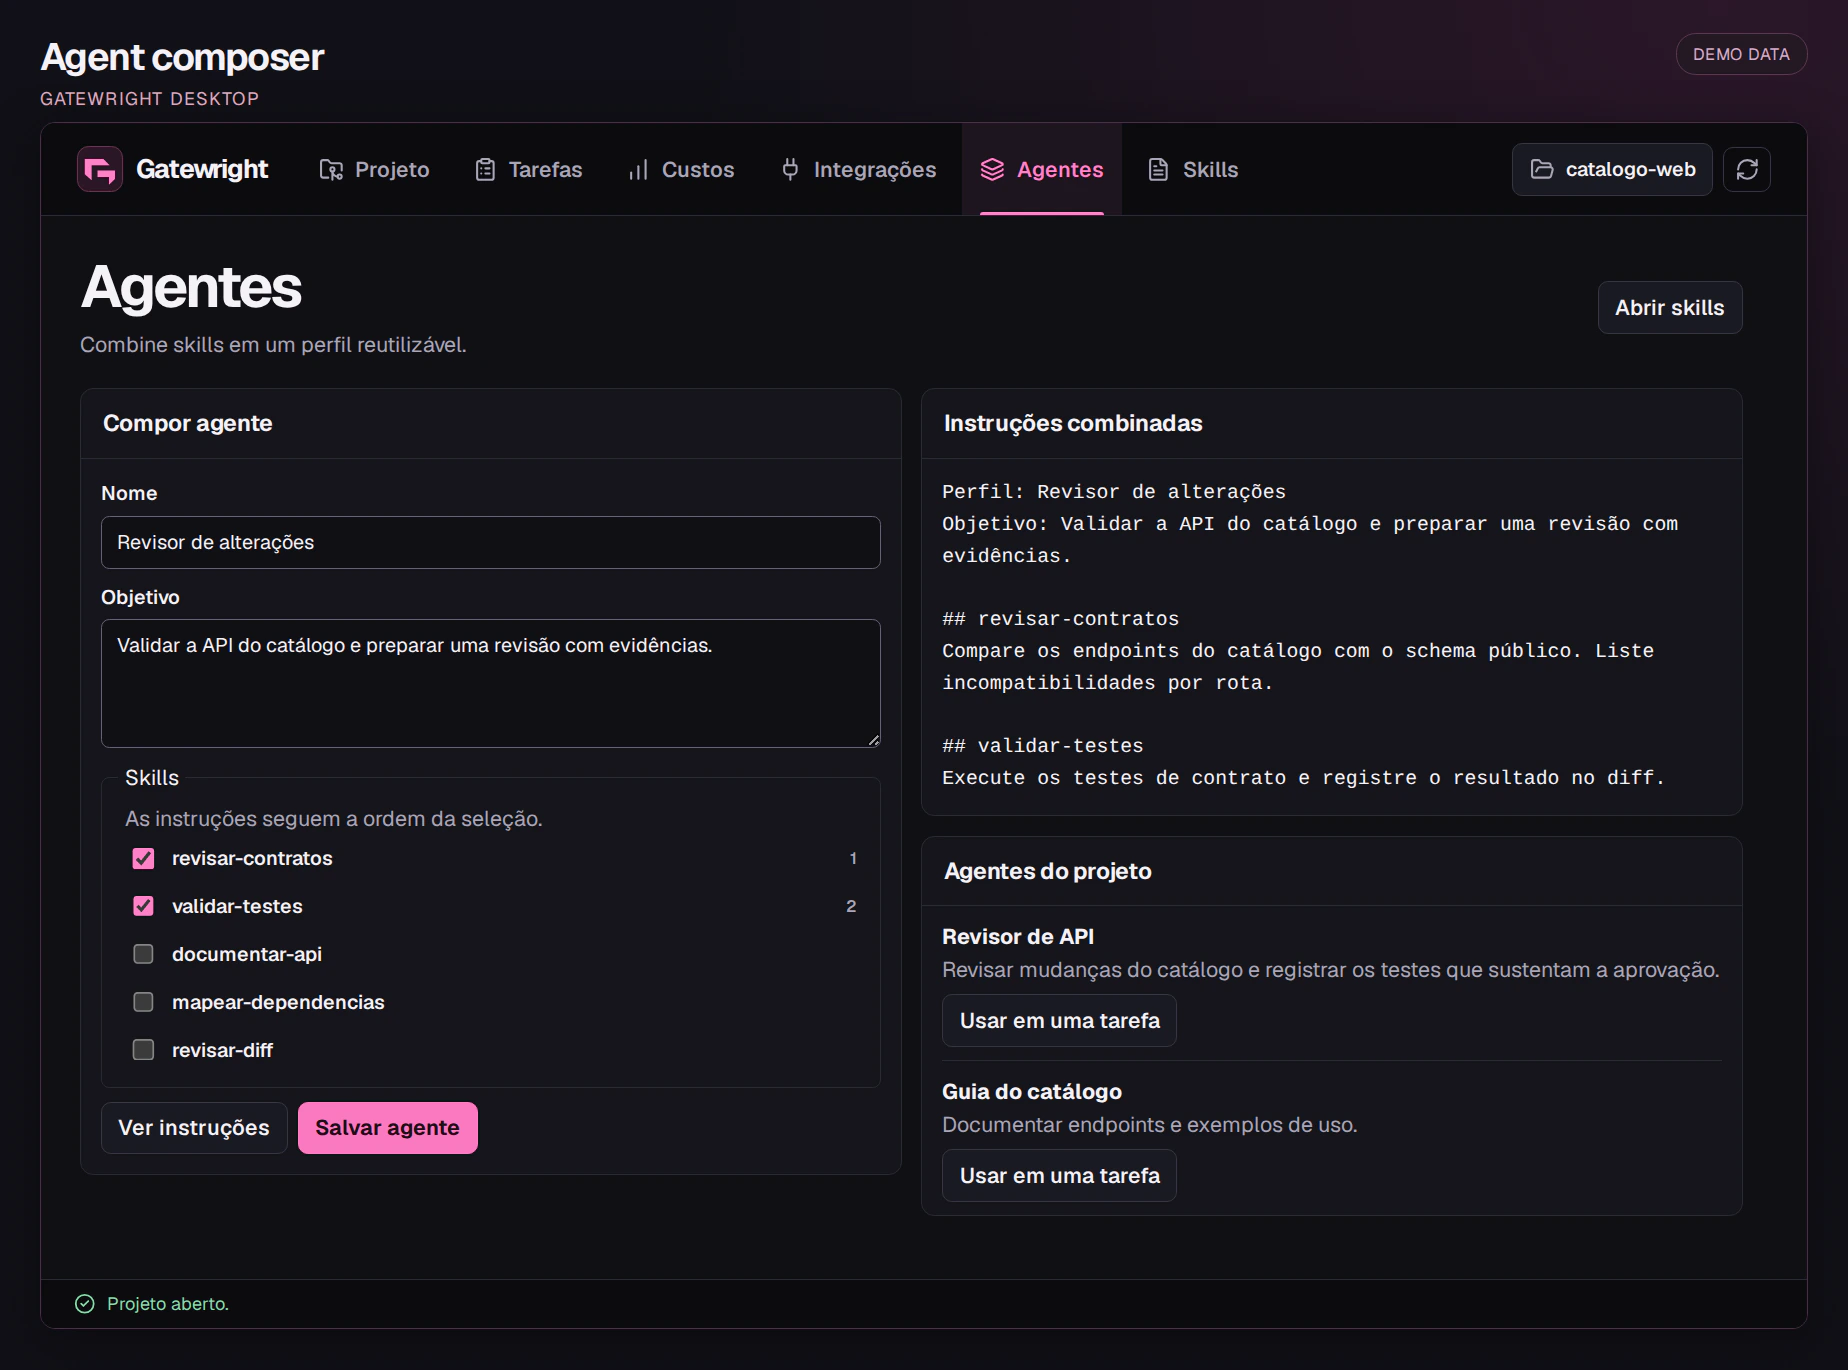 Agent composer
GATEWRIGHT DESKTOP
DEMO DATA
Gatewright
Projeto
Tarefas
Custos
Integrações
Agentes
Skills
catalogo-web
Agentes
Combine skills em um perfil reutilizável.
Abrir skills
Compor agente
Nome
Revisor de alterações
Objetivo
Validar a API do catálogo e preparar uma revisão com evidências.
Skills
As instruções seguem a ordem da seleção.
revisar-contratos 1
validar-testes 2
documentar-api
mapear-dependencias
revisar-diff
Ver instruções
Salvar agente
Instruções combinadas
Perfil: Revisor de alterações
Objetivo: Validar a API do catálogo e preparar uma revisão com
evidências.
## revisar-contratos
Compare os endpoints do catálogo com o schema público. Liste
incompatibilidades por rota.
## validar-testes
Execute os testes de contrato e registre o resultado no diff.
Agentes do projeto
Revisor de API
Revisar mudanças do catálogo e registrar os testes que sustentam a aprovação.
Usar em uma tarefa
Guia do catálogo
Documentar endpoints e exemplos de uso.
Usar em uma tarefa
Projeto aberto.